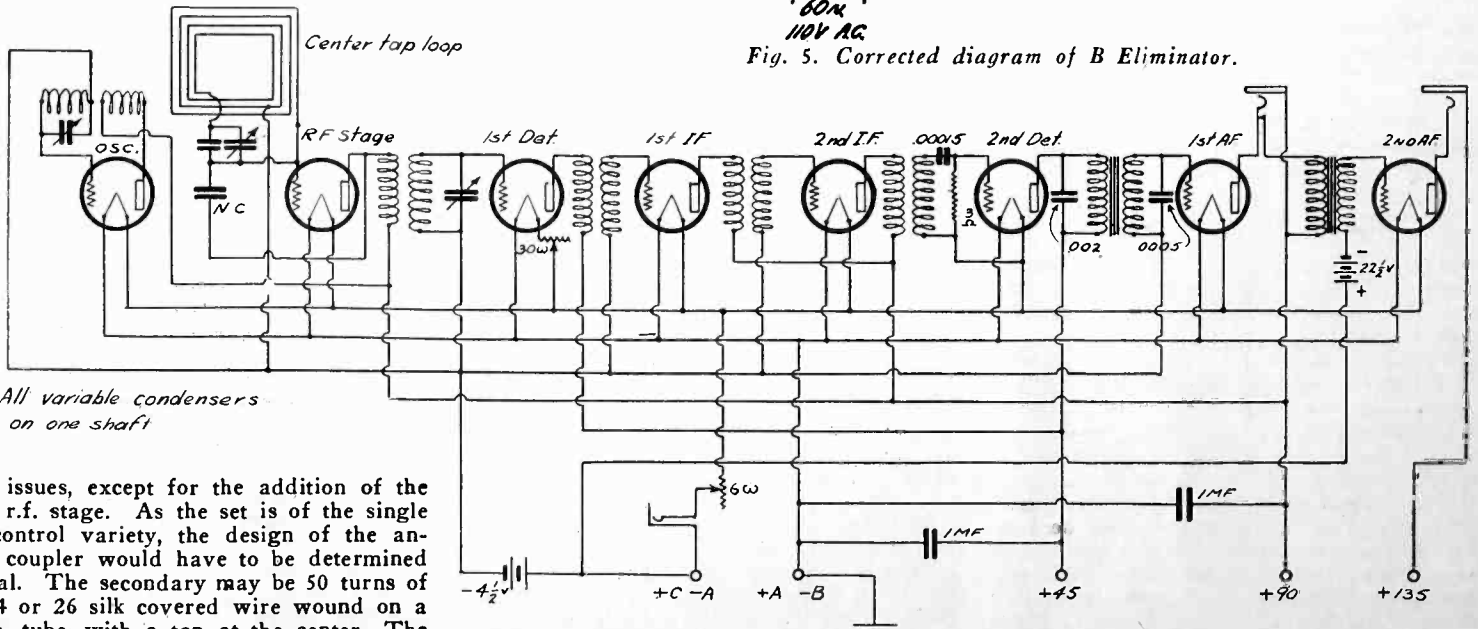 60~
110V A.C.
Fig. 5. Corrected diagram of B Eliminator.
Center tap loop
OSC.
RF Stage
1st Det.
1st IF
2nd I.F.
.00015
2nd Det.
1st AF
2ND AF.
NC
30ω
3
Ω
.002
.0005
-
22½V
+
—
All variable condensers
on one shaft
6ω
1MF
1MF
-4½V
+C -A
+A -B
+45
+90
+135
issues, except for the addition of the
r.f. stage. As the set is of the single
control variety, the design of the an-
coupler would have to be determined
al. The secondary may be 50 turns of
4 or 26 silk covered wire wound on a
tube, with a tap at the center. The